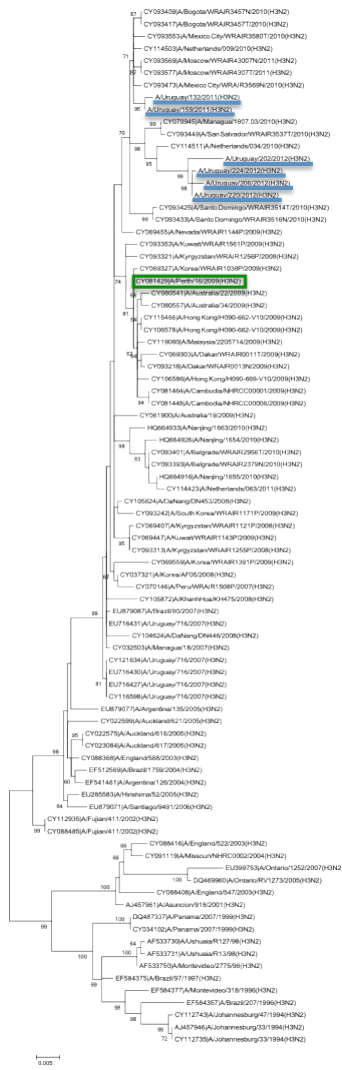 CY093409|A/Bogota/WRAIR3457N/2010(H3N2)
CY093417|A/Bogota/WRAIR3457T/2010(H3N2)
CY093553|A/Mexico City/WRAIR3580T/2010(H3N2)
CY114503|A/Netherlands/009/2010(H3N2)
CY093569|A/Moscow/WRAIR4307N/2011(H3N2)
CY093577|A/Moscow/WRAIR4307T/2011(H3N2)
CY093473|A/Mexico City/WRAIR3569N/2010(H3N2)
A/Uruguay/132/2011(H3N2)
A/Uruguay/159/2011(H3N2)
CY070945|A/Managua/1807.03/2010(H3N2)
CY093449|A/San Salvador/WRAIR3537T/2010(H3N2)
CY114511|A/Netherlands/034/2010(H3N2)
A/Uruguay/202/2012(H3N2)
A/Uruguay/224/2012(H3N2)
A/Uruguay/206/2012(H3N2)
A/Uruguay/220/2012(H3N2)
CY093425|A/Santo Domingo/WRAIR3514T/2010(H3N2)
CY093433|A/Santo Domingo/WRAIR3516N/2010(H3N2)
CY069455|A/Nevada/WRAIR1144P/2009(H3N2)
CY093353|A/Kuwait/WRAIR1561P/2009(H3N2)
CY093321|A/Kyrgyzstan/WRAIR1256P/2008(H3N2)
CY069327|A/Korea/WRAIR1038P/2009(H3N2)
CY081429|A/Perth/16/2009(H3N2)
CY080541|A/Australia/22/2009(H3N2)
CY080557|A/Australia/34/2009(H3N2)
CY115466|A/Hong Kong/H090-662-V10/2009(H3N2)
CY106578|A/Hong Kong/H090-662-V10/2009(H3N2)
CY119060|A/Malaysia/2205714/2009(H3N2)
CY069303|A/Dakar/WRAIR0011T/2009(H3N2)
CY093218|A/Dakar/WRAIR0013N/2009(H3N2)
CY106586|A/Hong Kong/H090-669-V10/2009(H3N2)
CY081464|A/Cambodia/NHRCC00001/2009(H3N2)
CY081448|A/Cambodia/NHRCC00006/2009(H3N2)
CY061900|A/Australia/19/2009(H3N2)
HQ664933|A/Nanjing/1663/2010(H3N2)
HQ664926|A/Nanjing/1654/2010(H3N2)
CY093401|A/Belgrade/WRAIR2956T/2010(H3N2)
CY093393|A/Belgrade/WRAIR2379N/2010(H3N2)
HQ664916|A/Nanjing/1655/2010(H3N2)
CY114423|A/Netherlands/063/2011(H3N2)
CY105824|A/DaNang/DN453/2008(H3N2)
CY093242|A/South Korea/WRAIR1171P/2009(H3N2)
CY069407|A/Kyrgyzstan/WRAIR1121P/2008(H3N2)
CY069447|A/Kuwait/WRAIR1143P/2009(H3N2)
CY093313|A/Kyrgyzstan/WRAIR1255P/2008(H3N2)
CY069559|A/Korea/WRAIR1391P/2009(H3N2)
CY037321|A/Korea/AF05/2008(H3N2)
CY070146|A/Peru/WRAIR1508P/2007(H3N2)
CY105872|A/KhanhHoa/KH475/2008(H3N2)
EU879087|A/Brazil/80/2007(H3N2)
EU716431|A/Uruguay/716/2007(H3N2)
CY104624|A/DaNang/DN446/2008(H3N2)
CY032503|A/Managua/18/2007(H3N2)
CY121634|A/Uruguay/716/2007(H3N2)
EU716430|A/Uruguay/716/2007(H3N2)
EU716427|A/Uruguay/716/2007(H3N2)
CY116598|A/Uruguay/716/2007(H3N2)
EU879077|A/Argentina/135/2005(H3N2)
CY022599|A/Auckland/521/2005(H3N2)
CY022575|A/Auckland/616/2005(H3N2)
CY023084|A/Auckland/617/2005(H3N2)
CY088368|A/England/568/2003(H3N2)
EF512569|A/Brazil/1759/2004(H3N2)
EF541461|A/Argentina/126/2004(H3N2)
EU285583|A/Hiroshima/52/2005(H3N2)
EU879071|A/Santiago/9491/2006(H3N2)
CY112935|A/Fujian/411/2002(H3N2)
CY088485|A/Fujian/411/2002(H3N2)
CY088416|A/England/522/2003(H3N2)
CY091119|A/Missouri/NHRC0002/2004(H3N2)
EU399753|A/Ontario/1252/2007(H3N2)
DQ469960|A/Ontario/RV1273/2005(H3N2)
CY088408|A/England/547/2003(H3N2)
AJ457961|A/Asuncion/918/2001(H3N2)
DQ487337|A/Panama/2007/1999(H3N2)
CY034102|A/Panama/2007/1999(H3N2)
AF533730|A/Ushuaia/R127/98(H3N2)
AF533731|A/Ushuaia/R13/98(H3N2)
AF533750|A/Montevideo/2775/98(H3N2)
EF584375|A/Brazil/97/1997(H3N2)
EF584377|A/Montevideo/318/1996(H3N2)
EF584357|A/Brazil/207/1996(H3N2)
CY112743|A/Johannesburg/47/1994(H3N2)
AJ457946|A/Johannesburg/33/1994(H3N2)
CY112735|A/Johannesburg/33/1994(H3N2)
0.005